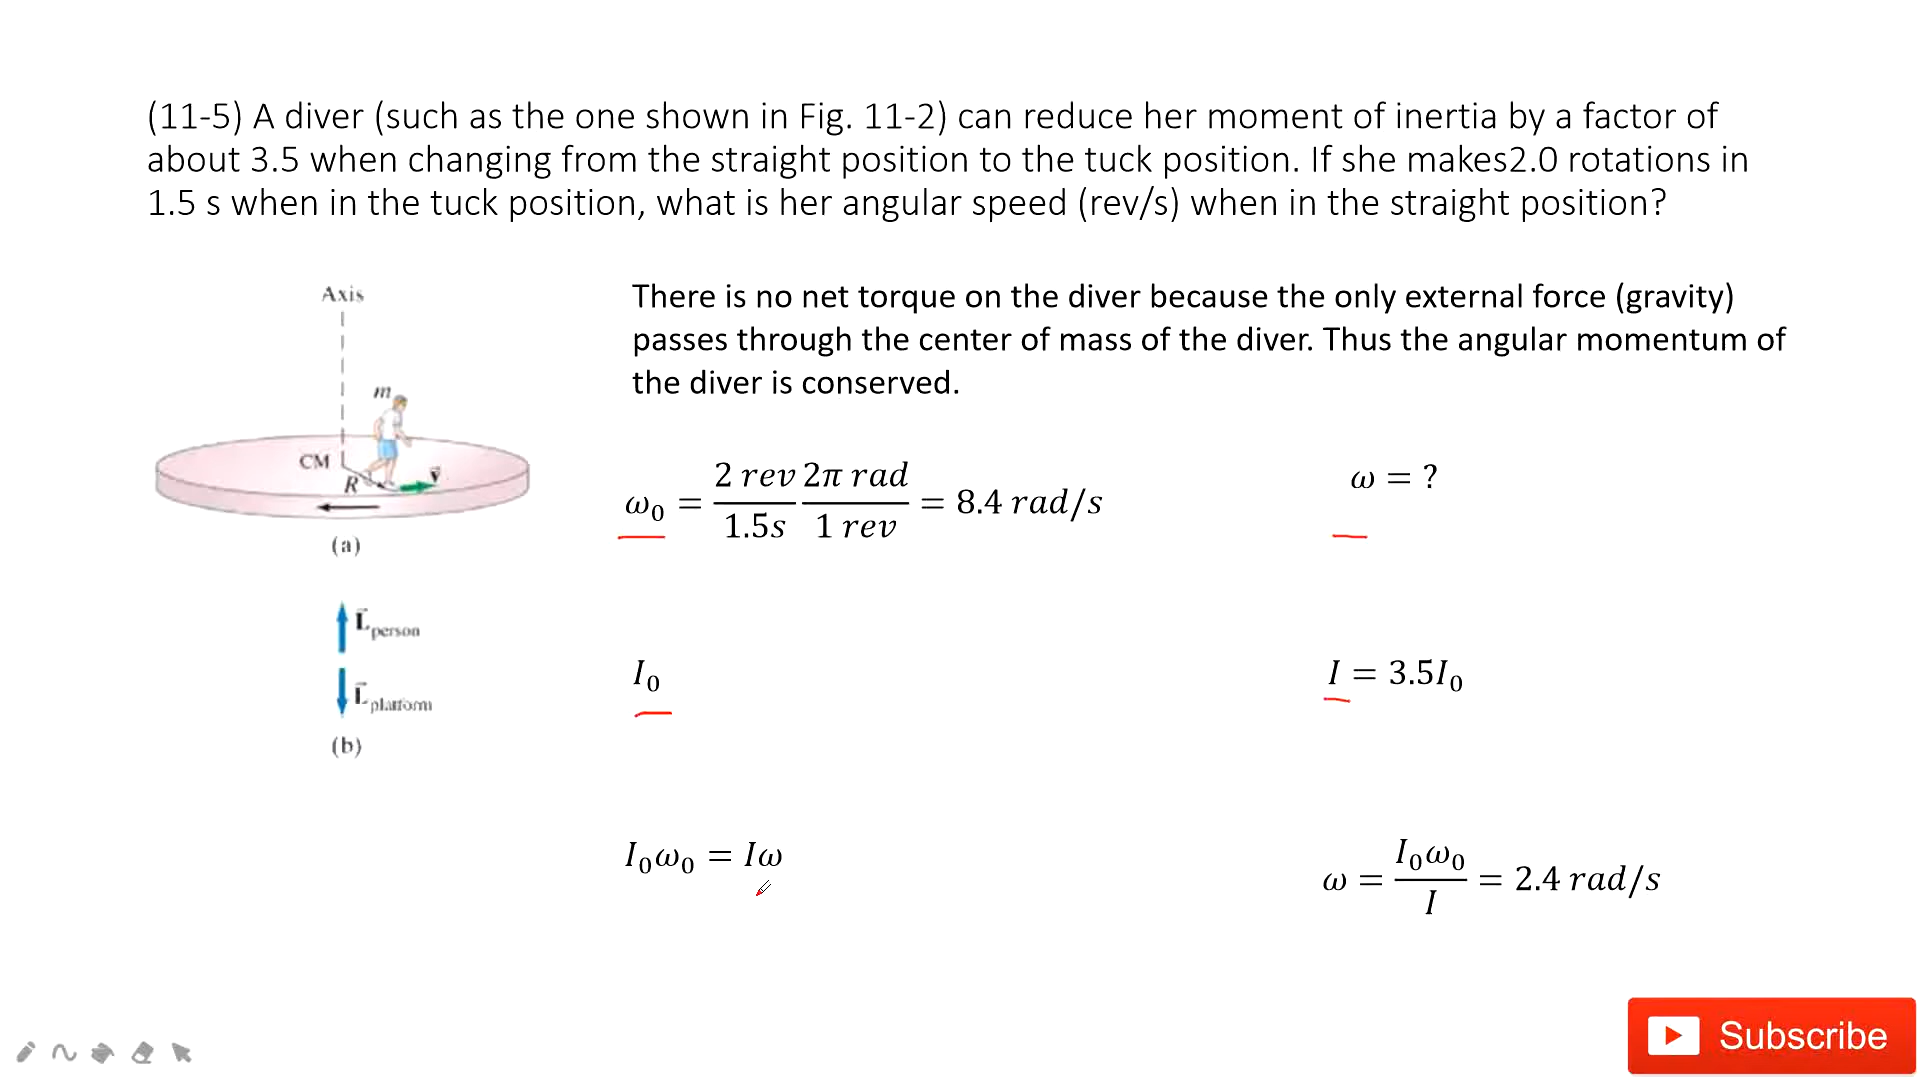 (11-5) A diver (such as the one shown in Fig. 11-2) can reduce her moment of inertia by a factor of
about 3.5 when changing from the straight position to the tuck position. If she makes2.0 rotations in
1.5 s when in the tuck position, what is her angular speed (rev/s) when in the straight position?
There is no net torque on the diver because the only external force (gravity)
passes through the center of mass of the diver. Thus the angular momentum of
the diver is conserved.
Axis
m
CM
R
v⃗
(a)
L⃗person
L⃗platform
(b)
ω₀ = 2 rev/1.5s 2π rad/1 rev = 8.4 rad/s
ω = ?
I₀
I = 3.5I₀
I₀ω₀ = Iω
ω = I₀ω₀/I = 2.4 rad/s
Subscribe